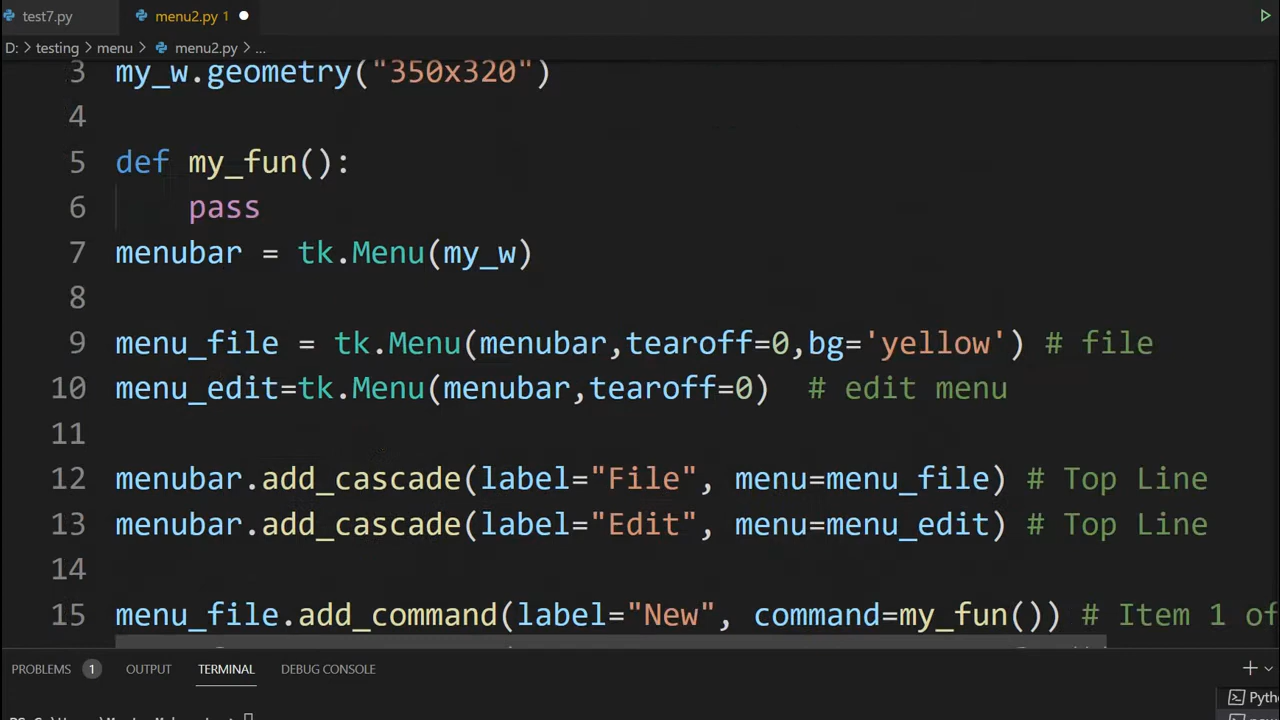 test7.py menu2.py 1
D: > testing > menu > menu2.py > ...
3 my_w.geometry("350x320")
4
5 def my_fun():
6 pass
7 menubar = tk.Menu(my_w)
8
9 menu_file = tk.Menu(menubar,tearoff=0,bg='yellow') # file
10 menu_edit=tk.Menu(menubar,tearoff=0)  # edit menu
11
12 menubar.add_cascade(label="File", menu=menu_file) # Top Line
13 menubar.add_cascade(label="Edit", menu=menu_edit) # Top Line
14
15 menu_file.add_command(label="New", command=my_fun()) # Item 1 of
PROBLEMS 1 OUTPUT TERMINAL DEBUG CONSOLE
Pyth